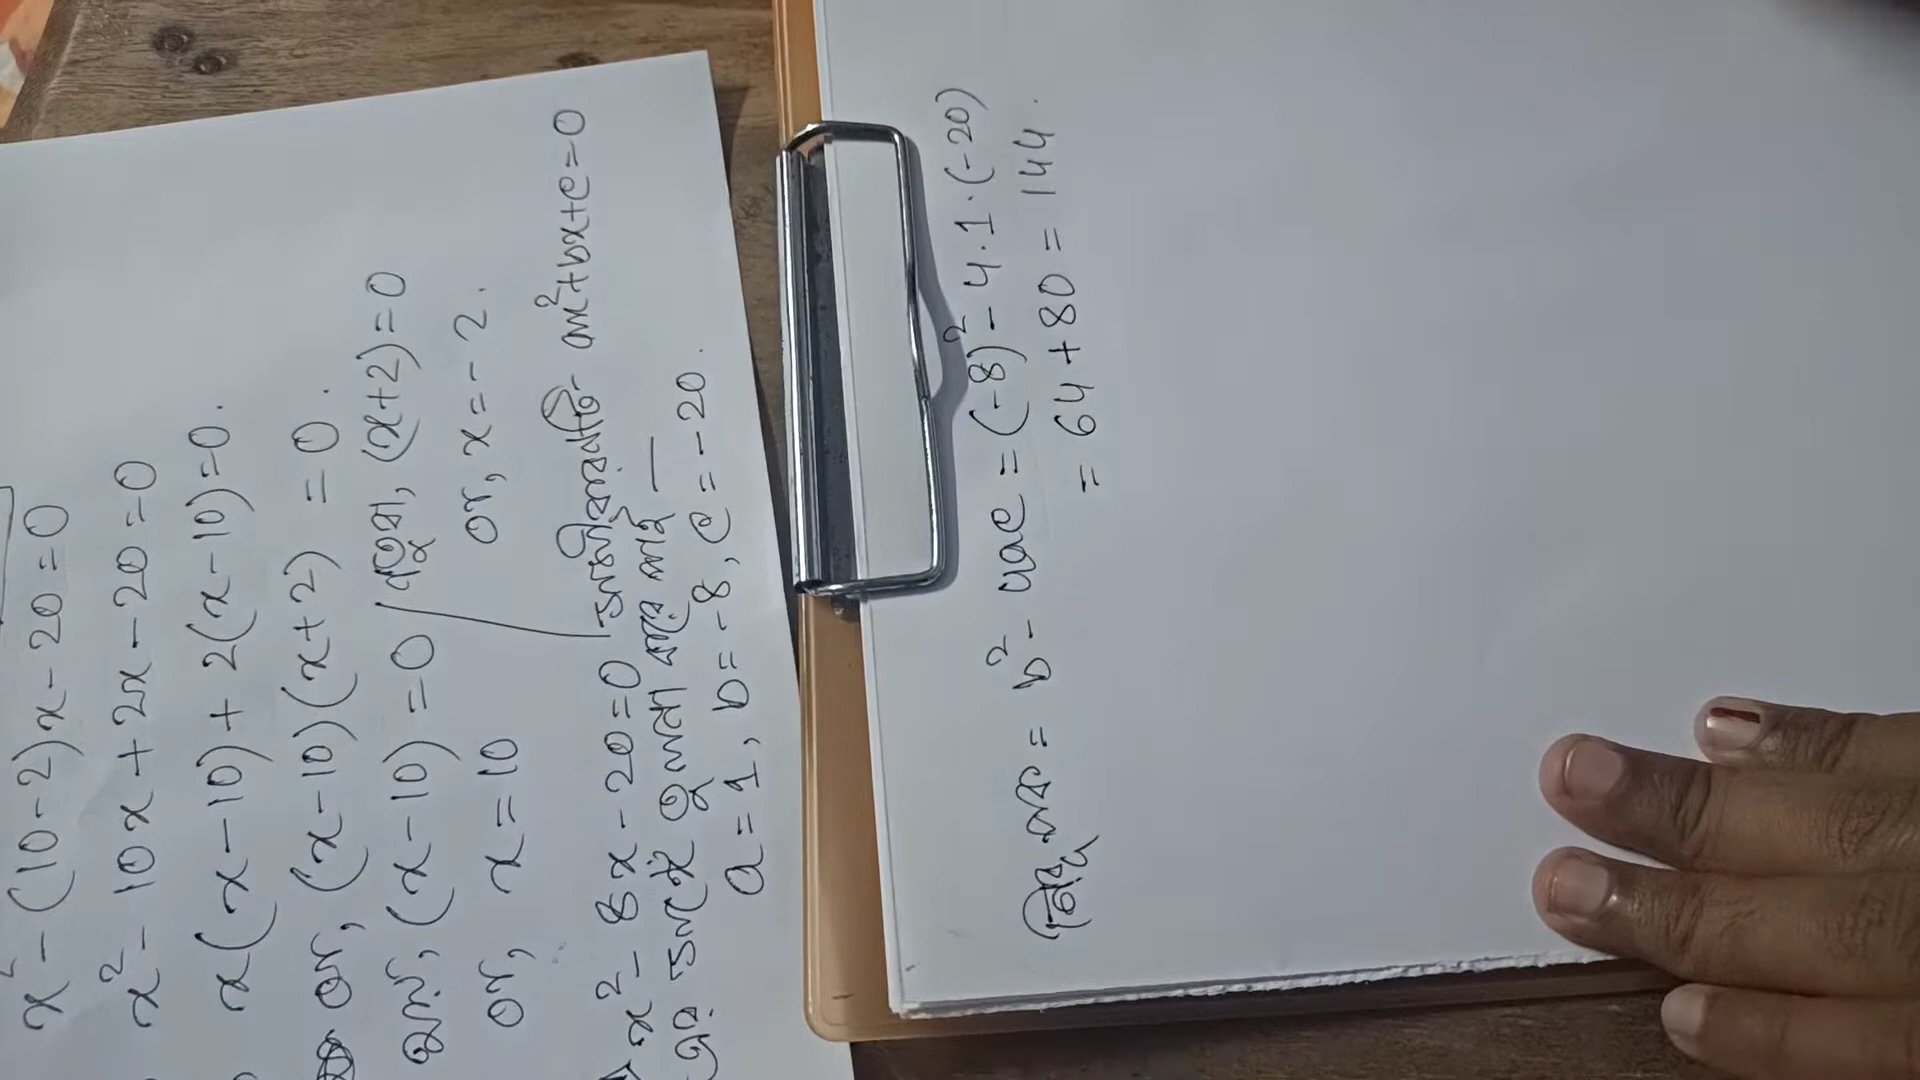 x² - (10-2)x - 20 = 0
x² - 10x + 2x - 20 = 0
x(x-10) + 2(x-10) = 0.
or, (x-10)(x+2) = 0.
হয়, (x-10) = 0 / অথবা, (x+2) = 0
or, x = 10 or, x = -2.
x² - 8x - 20 = 0 সমীকরণটি ax² + bx + c = 0
এর সাথে তুলনা করে পাই —
a = 1, b = -8, c = -20.
নিশ্চায়ক = b² - 4ac = (-8)² - 4.1.(-20)
= 64 + 80 = 144.